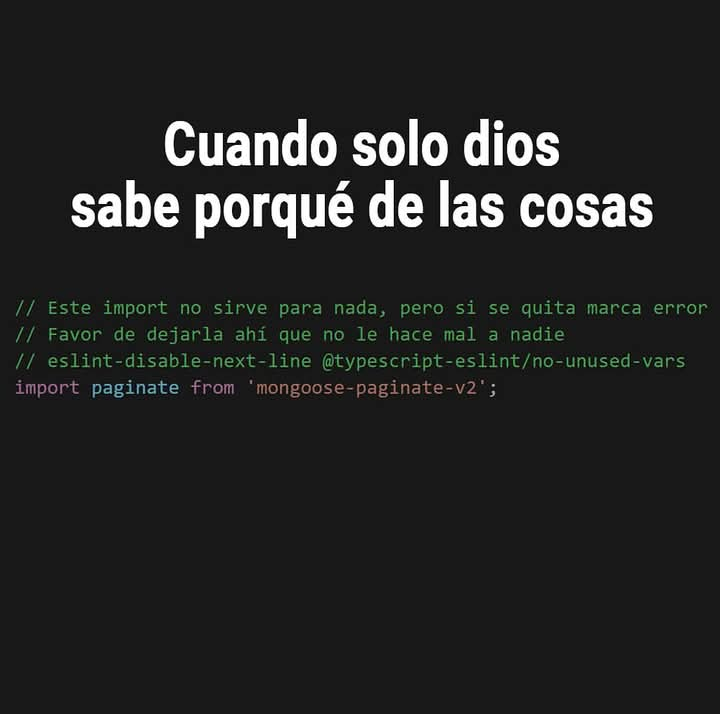 Cuando solo dios
sabe porqué de las cosas
// Este import no sirve para nada, pero si se quita marca error
// Favor de dejarla ahí que no le hace mal a nadie
// eslint-disable-next-line @typescript-eslint/no-unused-vars
import paginate from 'mongoose-paginate-v2';